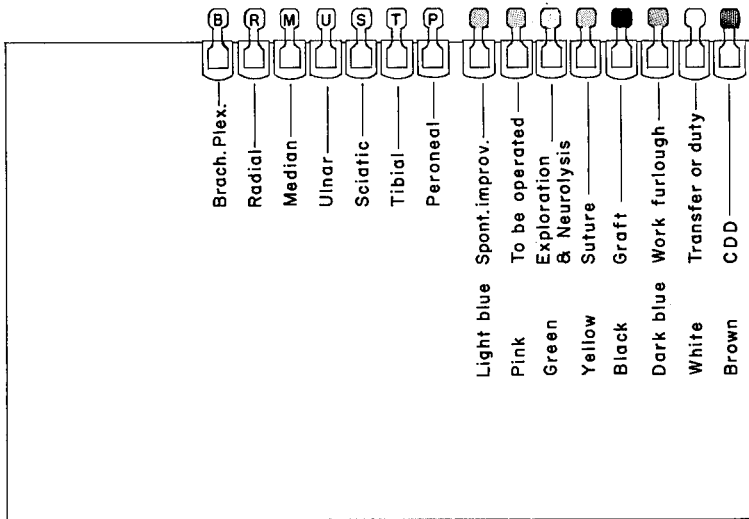 B R M U S T P
Brach. Plex.
Radial
Median
Ulnar
Sciatic
Tibial
Peroneal
Light blue Spont. improv.
Pink To be operated
Green Exploration
& Neurolysis
Yellow Suture
Black Graft
Dark blue Work furlough
White Transfer or duty
Brown CDD